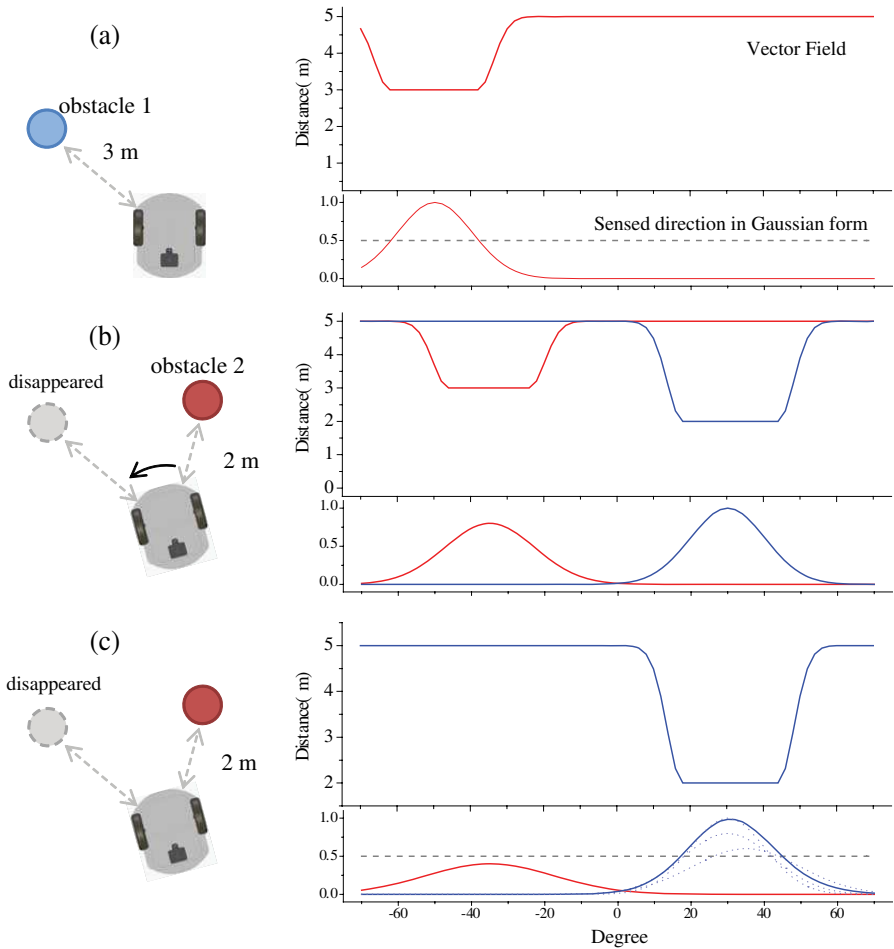 (a)
obstacle 1
3 m
Distance( m)
5
4
3
2
1
Vector Field
1.0
0.5
0.0
Sensed direction in Gaussian form
(b)
disappeared
obstacle 2
2 m
Distance( m)
5
4
3
2
1
0
1.0
0.5
0.0
(c)
disappeared
2 m
Distance( m)
5
4
3
2
1.0
0.5
0.0
-60 -40 -20 0 20 40 60
Degree